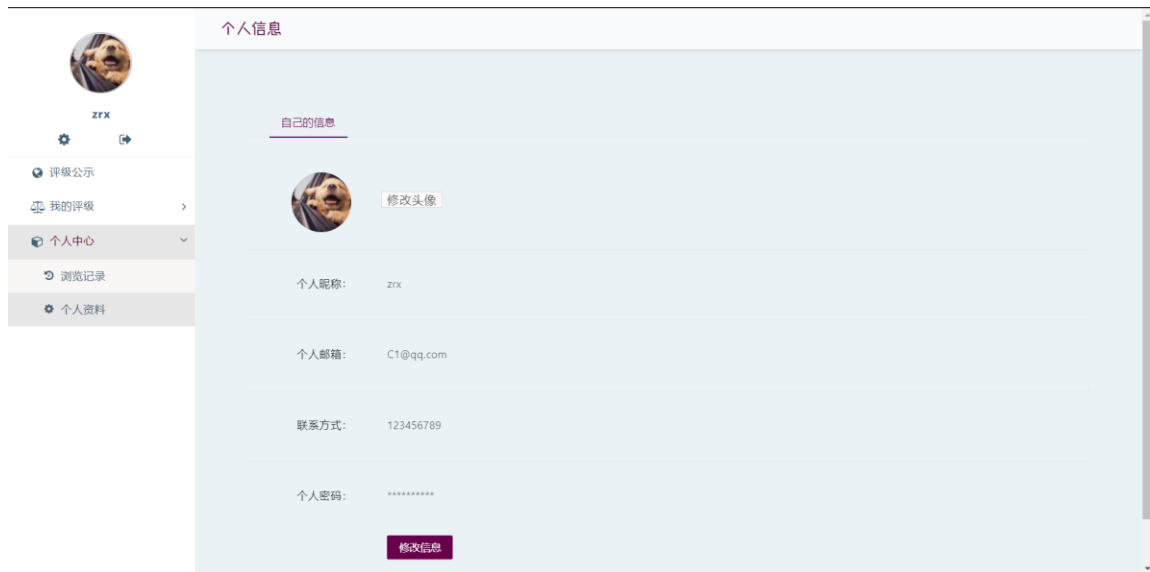 个人信息
zrx
评级公示
我的评级
个人中心
浏览记录
个人资料
自己的信息
修改头像
个人昵称: zrx
个人邮箱: C1@qq.com
联系方式: 123456789
个人密码: **********
修改信息